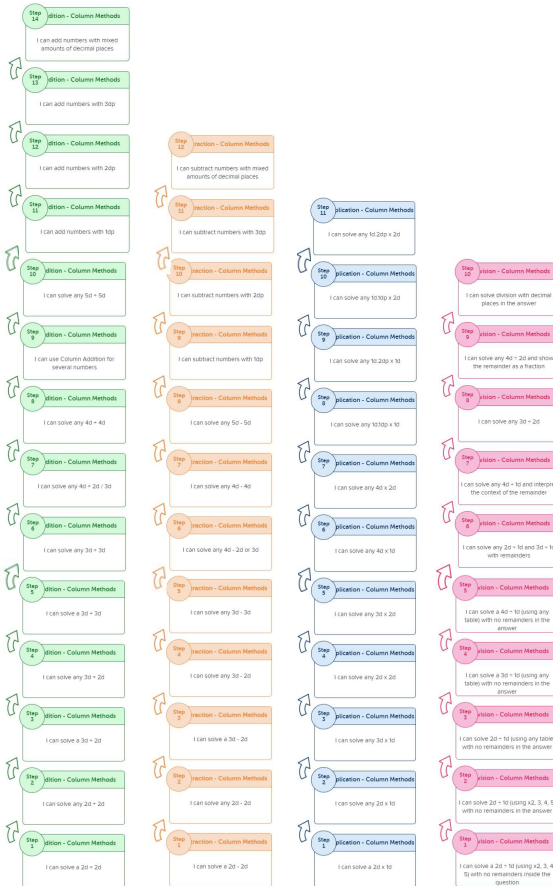 Step
14
dition - Column Methods
I can add numbers with mixed
amounts of decimal places
Step
13
dition - Column Methods
I can add numbers with 3dp
Step
12
dition - Column Methods
I can add numbers with 2dp
Step
11
dition - Column Methods
I can add numbers with 1dp
Step
10
dition - Column Methods
I can solve any 5d + 5d
Step
9
dition - Column Methods
I can use Column Addition for
several numbers
Step
8
dition - Column Methods
I can solve any 4d + 4d
Step
7
dition - Column Methods
I can solve any 4d + 2d / 3d
Step
6
dition - Column Methods
I can solve any 3d + 3d
Step
5
dition - Column Methods
I can solve a 3d + 3d
Step
4
dition - Column Methods
I can solve any 3d + 2d
Step
3
dition - Column Methods
I can solve a 3d + 2d
Step
2
dition - Column Methods
I can solve any 2d + 2d
Step
1
dition - Column Methods
I can solve a 2d + 2d
Step
12
raction - Column Methods
I can subtract numbers with mixed
amounts of decimal places
Step
11
raction - Column Methods
I can subtract numbers with 3dp
Step
10
raction - Column Methods
I can subtract numbers with 2dp
Step
9
raction - Column Methods
I can subtract numbers with 1dp
Step
8
raction - Column Methods
I can solve any 5d - 5d
Step
7
raction - Column Methods
I can solve any 4d - 4d
Step
6
raction - Column Methods
I can solve any 4d - 2d or 3d
Step
5
raction - Column Methods
I can solve any 3d - 3d
Step
4
raction - Column Methods
I can solve any 3d - 2d
Step
3
raction - Column Methods
I can solve a 3d - 2d
Step
2
raction - Column Methods
I can solve any 2d - 2d
Step
1
raction - Column Methods
I can solve a 2d - 2d
Step
11
plication - Column Methods
I can solve any 1d.2dp x 2d
Step
10
plication - Column Methods
I can solve any 1d.1dp x 2d
Step
9
plication - Column Methods
I can solve any 1d.2dp x 1d
Step
8
plication - Column Methods
I can solve any 1d.1dp x 1d
Step
7
plication - Column Methods
I can solve any 4d x 2d
Step
6
plication - Column Methods
I can solve any 4d x 1d
Step
5
plication - Column Methods
I can solve any 3d x 2d
Step
4
plication - Column Methods
I can solve any 2d x 2d
Step
3
plication - Column Methods
I can solve any 3d x 1d
Step
2
plication - Column Methods
I can solve any 2d x 1d
Step
1
plication - Column Methods
I can solve a 2d x 1d
Step
10
vision - Column Methods
I can solve division with decimal
places in the answer
Step
9
vision - Column Methods
I can solve any 4d ÷ 2d and show
the remainder as a fraction
Step
8
vision - Column Methods
I can solve any 3d ÷ 2d
Step
7
vision - Column Methods
I can solve any 4d ÷ 1d and interpre
the context of the remainder
Step
6
vision - Column Methods
I can solve any 2d ÷ 1d and 3d ÷ 1d
with remainders
Step
5
vision - Column Methods
I can solve a 4d ÷ 1d (using any
table) with no remainders in the
answer
Step
4
vision - Column Methods
I can solve a 3d ÷ 1d (using any
table) with no remainders in the
answer
Step
3
vision - Column Methods
I can solve 2d ÷ 1d (using any table)
with no remainders in the answer
Step
2
vision - Column Methods
I can solve 2d ÷ 1d (using x2, 3, 4, 5)
with no remainders in the answer
Step
1
vision - Column Methods
I can solve a 2d ÷ 1d (using x2, 3, 4,
5) with no remainders inside the
question